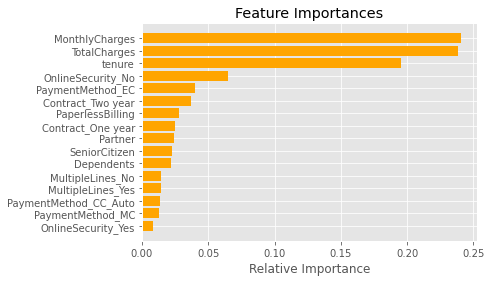 Feature Importances
MonthlyCharges
TotalCharges
tenure
OnlineSecurity_No
PaymentMethod_EC
Contract_Two year
PaperlessBilling
Contract_One year
Partner
SeniorCitizen
Dependents
MultipleLines_No
MultipleLines_Yes
PaymentMethod_CC_Auto
PaymentMethod_MC
OnlineSecurity_Yes
0.00 0.05 0.10 0.15 0.20 0.25
Relative Importance